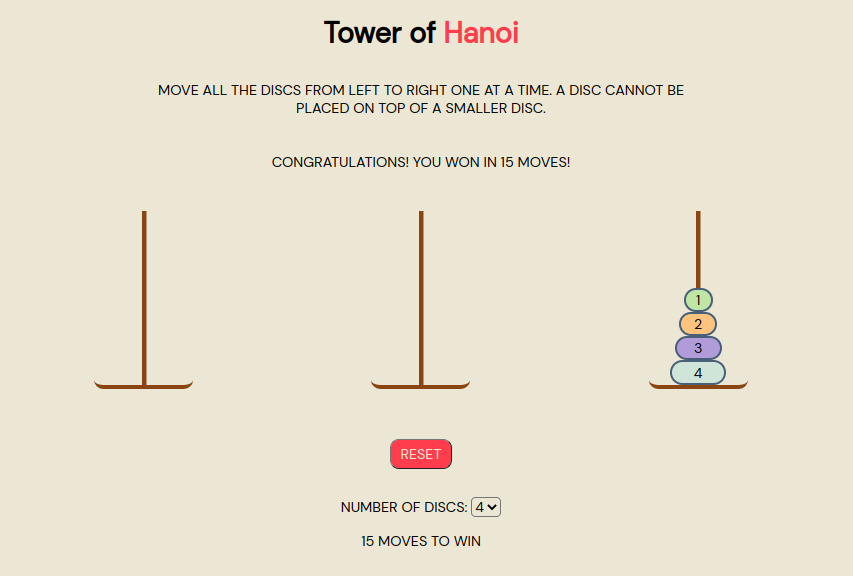 Tower of Hanoi
MOVE ALL THE DISCS FROM LEFT TO RIGHT ONE AT A TIME. A DISC CANNOT BE
PLACED ON TOP OF A SMALLER DISC.
CONGRATULATIONS! YOU WON IN 15 MOVES!
1
2
3
4
RESET
NUMBER OF DISCS: 4
15 MOVES TO WIN